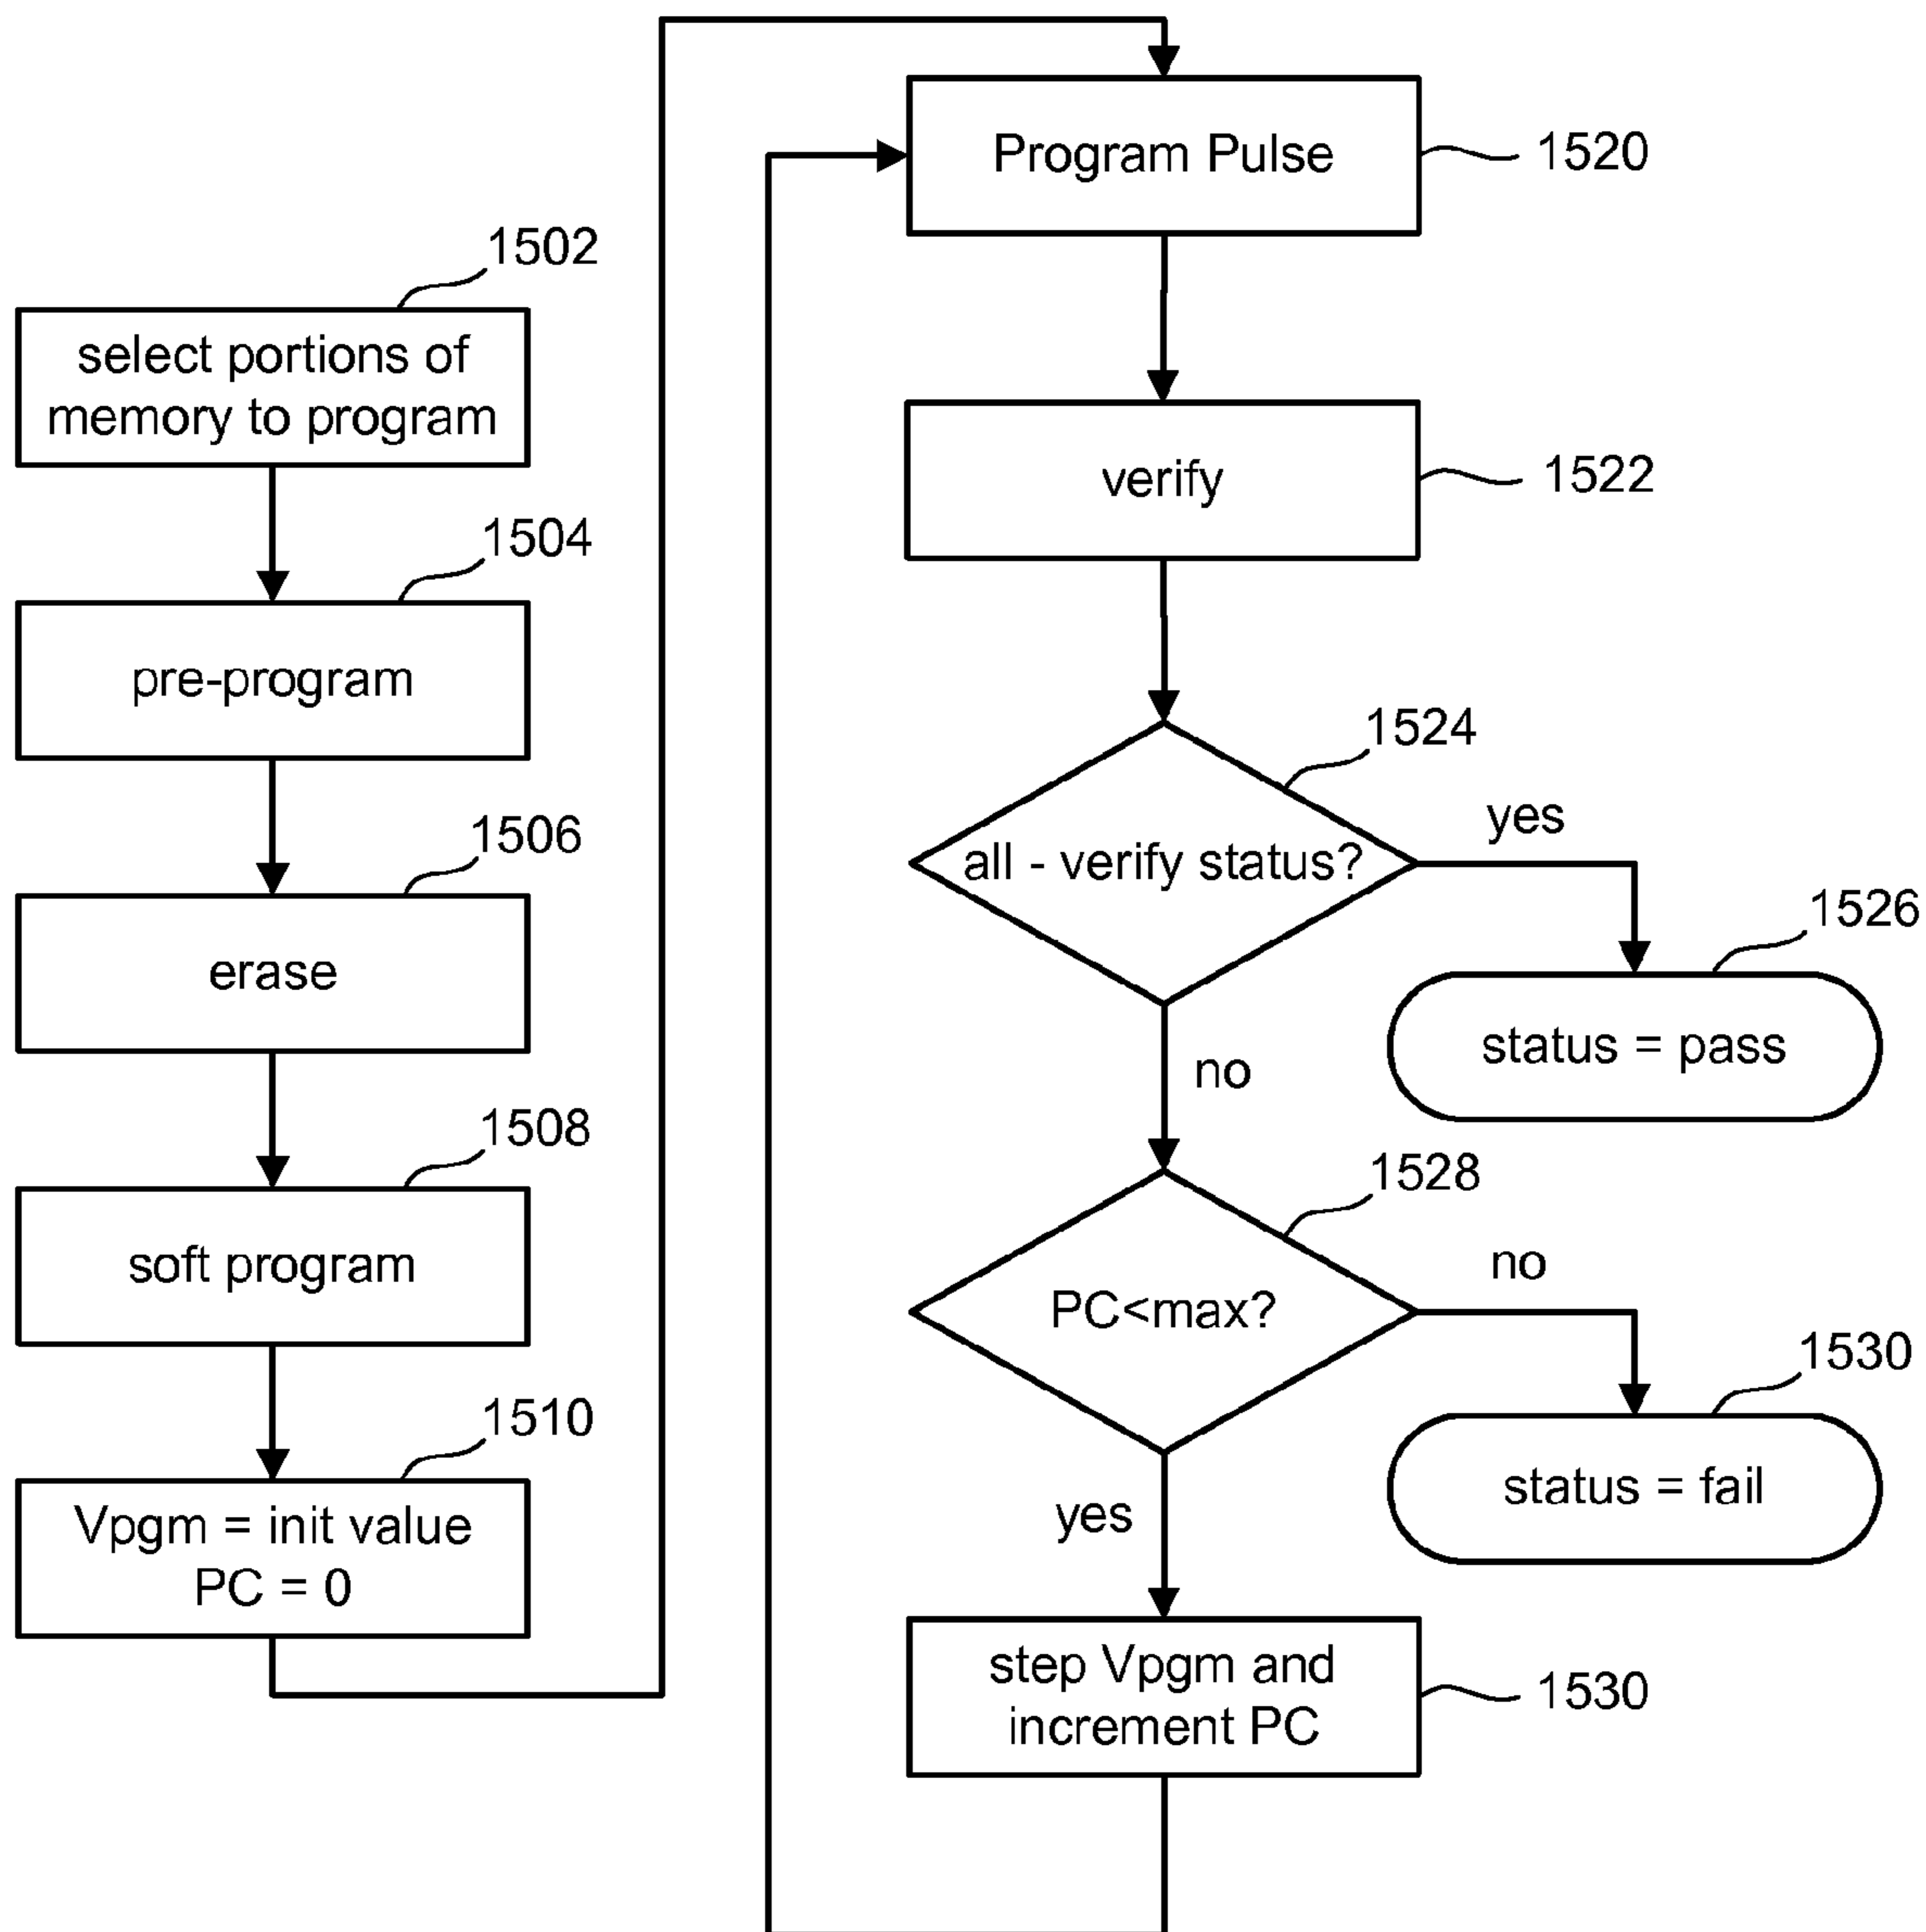 1502
select portions of
memory to program
1504
pre-program
1506
erase
1508
soft program
1510
Vpgm = init value
PC = 0
Program Pulse
1520
verify
1522
1524
all - verify status?
yes
1526
status = pass
no
1528
PC<max?
no
1530
status = fail
yes
step Vpgm and
increment PC
1530